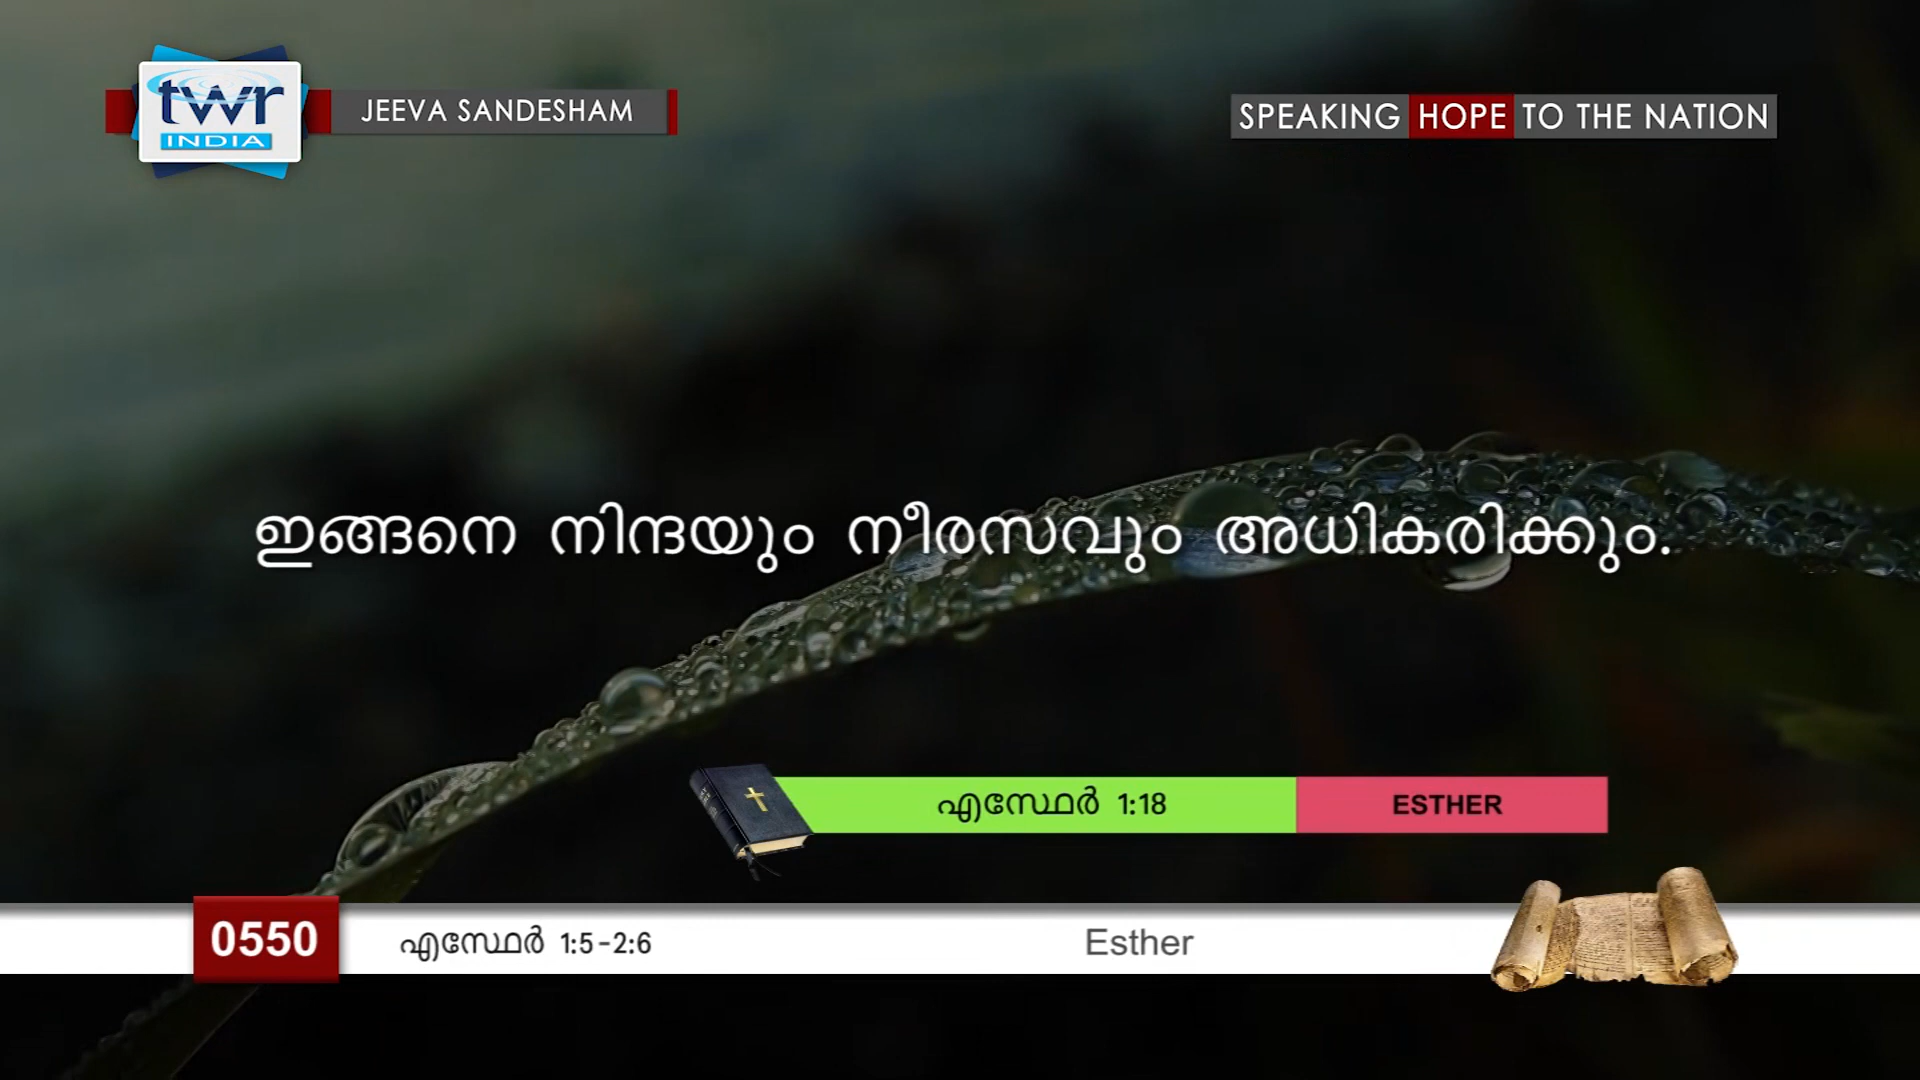 twr
INDIA
JEEVA SANDESHAM
SPEAKING HOPE TO THE NATION
ഇങ്ങനെ നിന്ദയും നീരസവും അധികരിക്കും.
എസ്ഥേർ 1:18
ESTHER
0550
എസ്ഥേർ 1:5-2:6
Esther